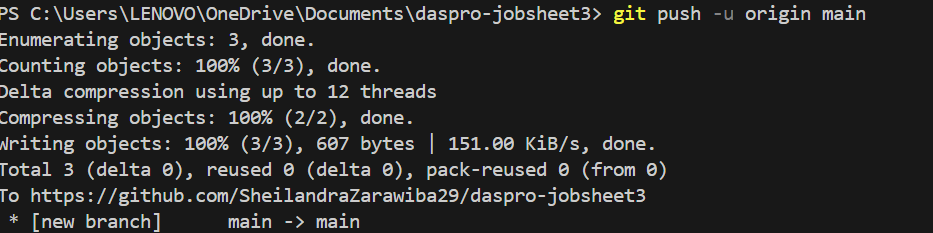 PS C:\Users\LENOVO\OneDrive\Documents\daspro-jobsheet3> git push -u origin main
Enumerating objects: 3, done.
Counting objects: 100% (3/3), done.
Delta compression using up to 12 threads
Compressing objects: 100% (2/2), done.
Writing objects: 100% (3/3), 607 bytes | 151.00 KiB/s, done.
Total 3 (delta 0), reused 0 (delta 0), pack-reused 0 (from 0)
To https://github.com/SheilandraZarawiba29/daspro-jobsheet3
 * [new branch]      main -> main